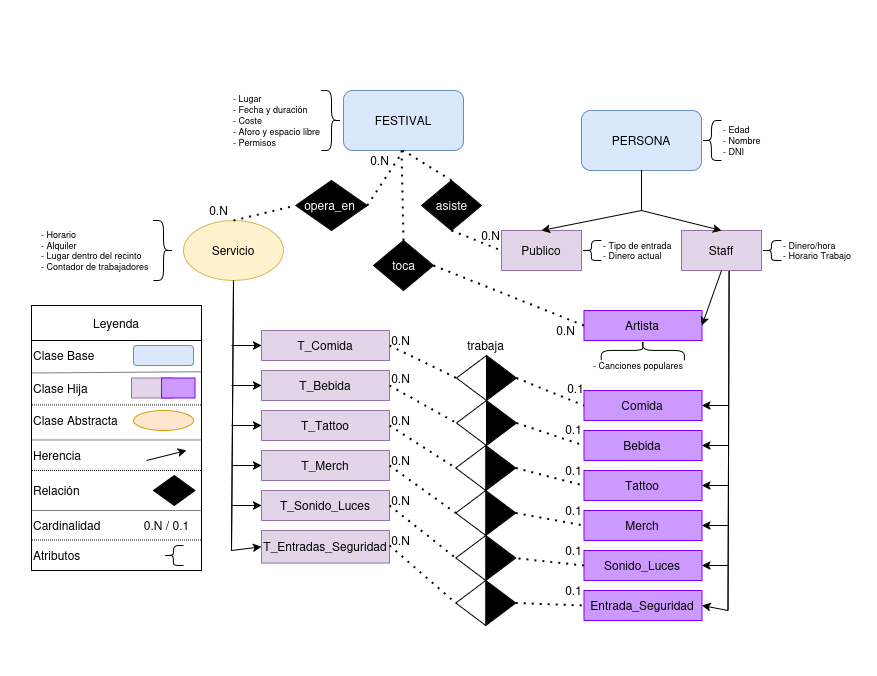 FESTIVAL
- Lugar
- Fecha y duración
- Coste
- Aforo y espacio libre
- Permisos
PERSONA
- Edad
- Nombre
- DNI
0.N
opera_en
asiste
0.N
0.N
Servicio
- Horario
- Alquiler
- Lugar dentro del recinto
- Contador de trabajadores
toca
Publico
- Tipo de entrada
- Dinero actual
Staff
- Dinero/hora
- Horario Trabajo
0.N
Artista
- Canciones populares
Leyenda
Clase Base
Clase Hija
Clase Abstracta
Herencia
Relación
Cardinalidad 0.N / 0.1
Atributos
trabaja
T_Comida 0.N
0.1 Comida
T_Bebida 0.N
0.1 Bebida
T_Tattoo 0.N
0.1 Tattoo
T_Merch 0.N
0.1 Merch
T_Sonido_Luces 0.N
0.1 Sonido_Luces
T_Entradas_Seguridad 0.N
0.1 Entrada_Seguridad